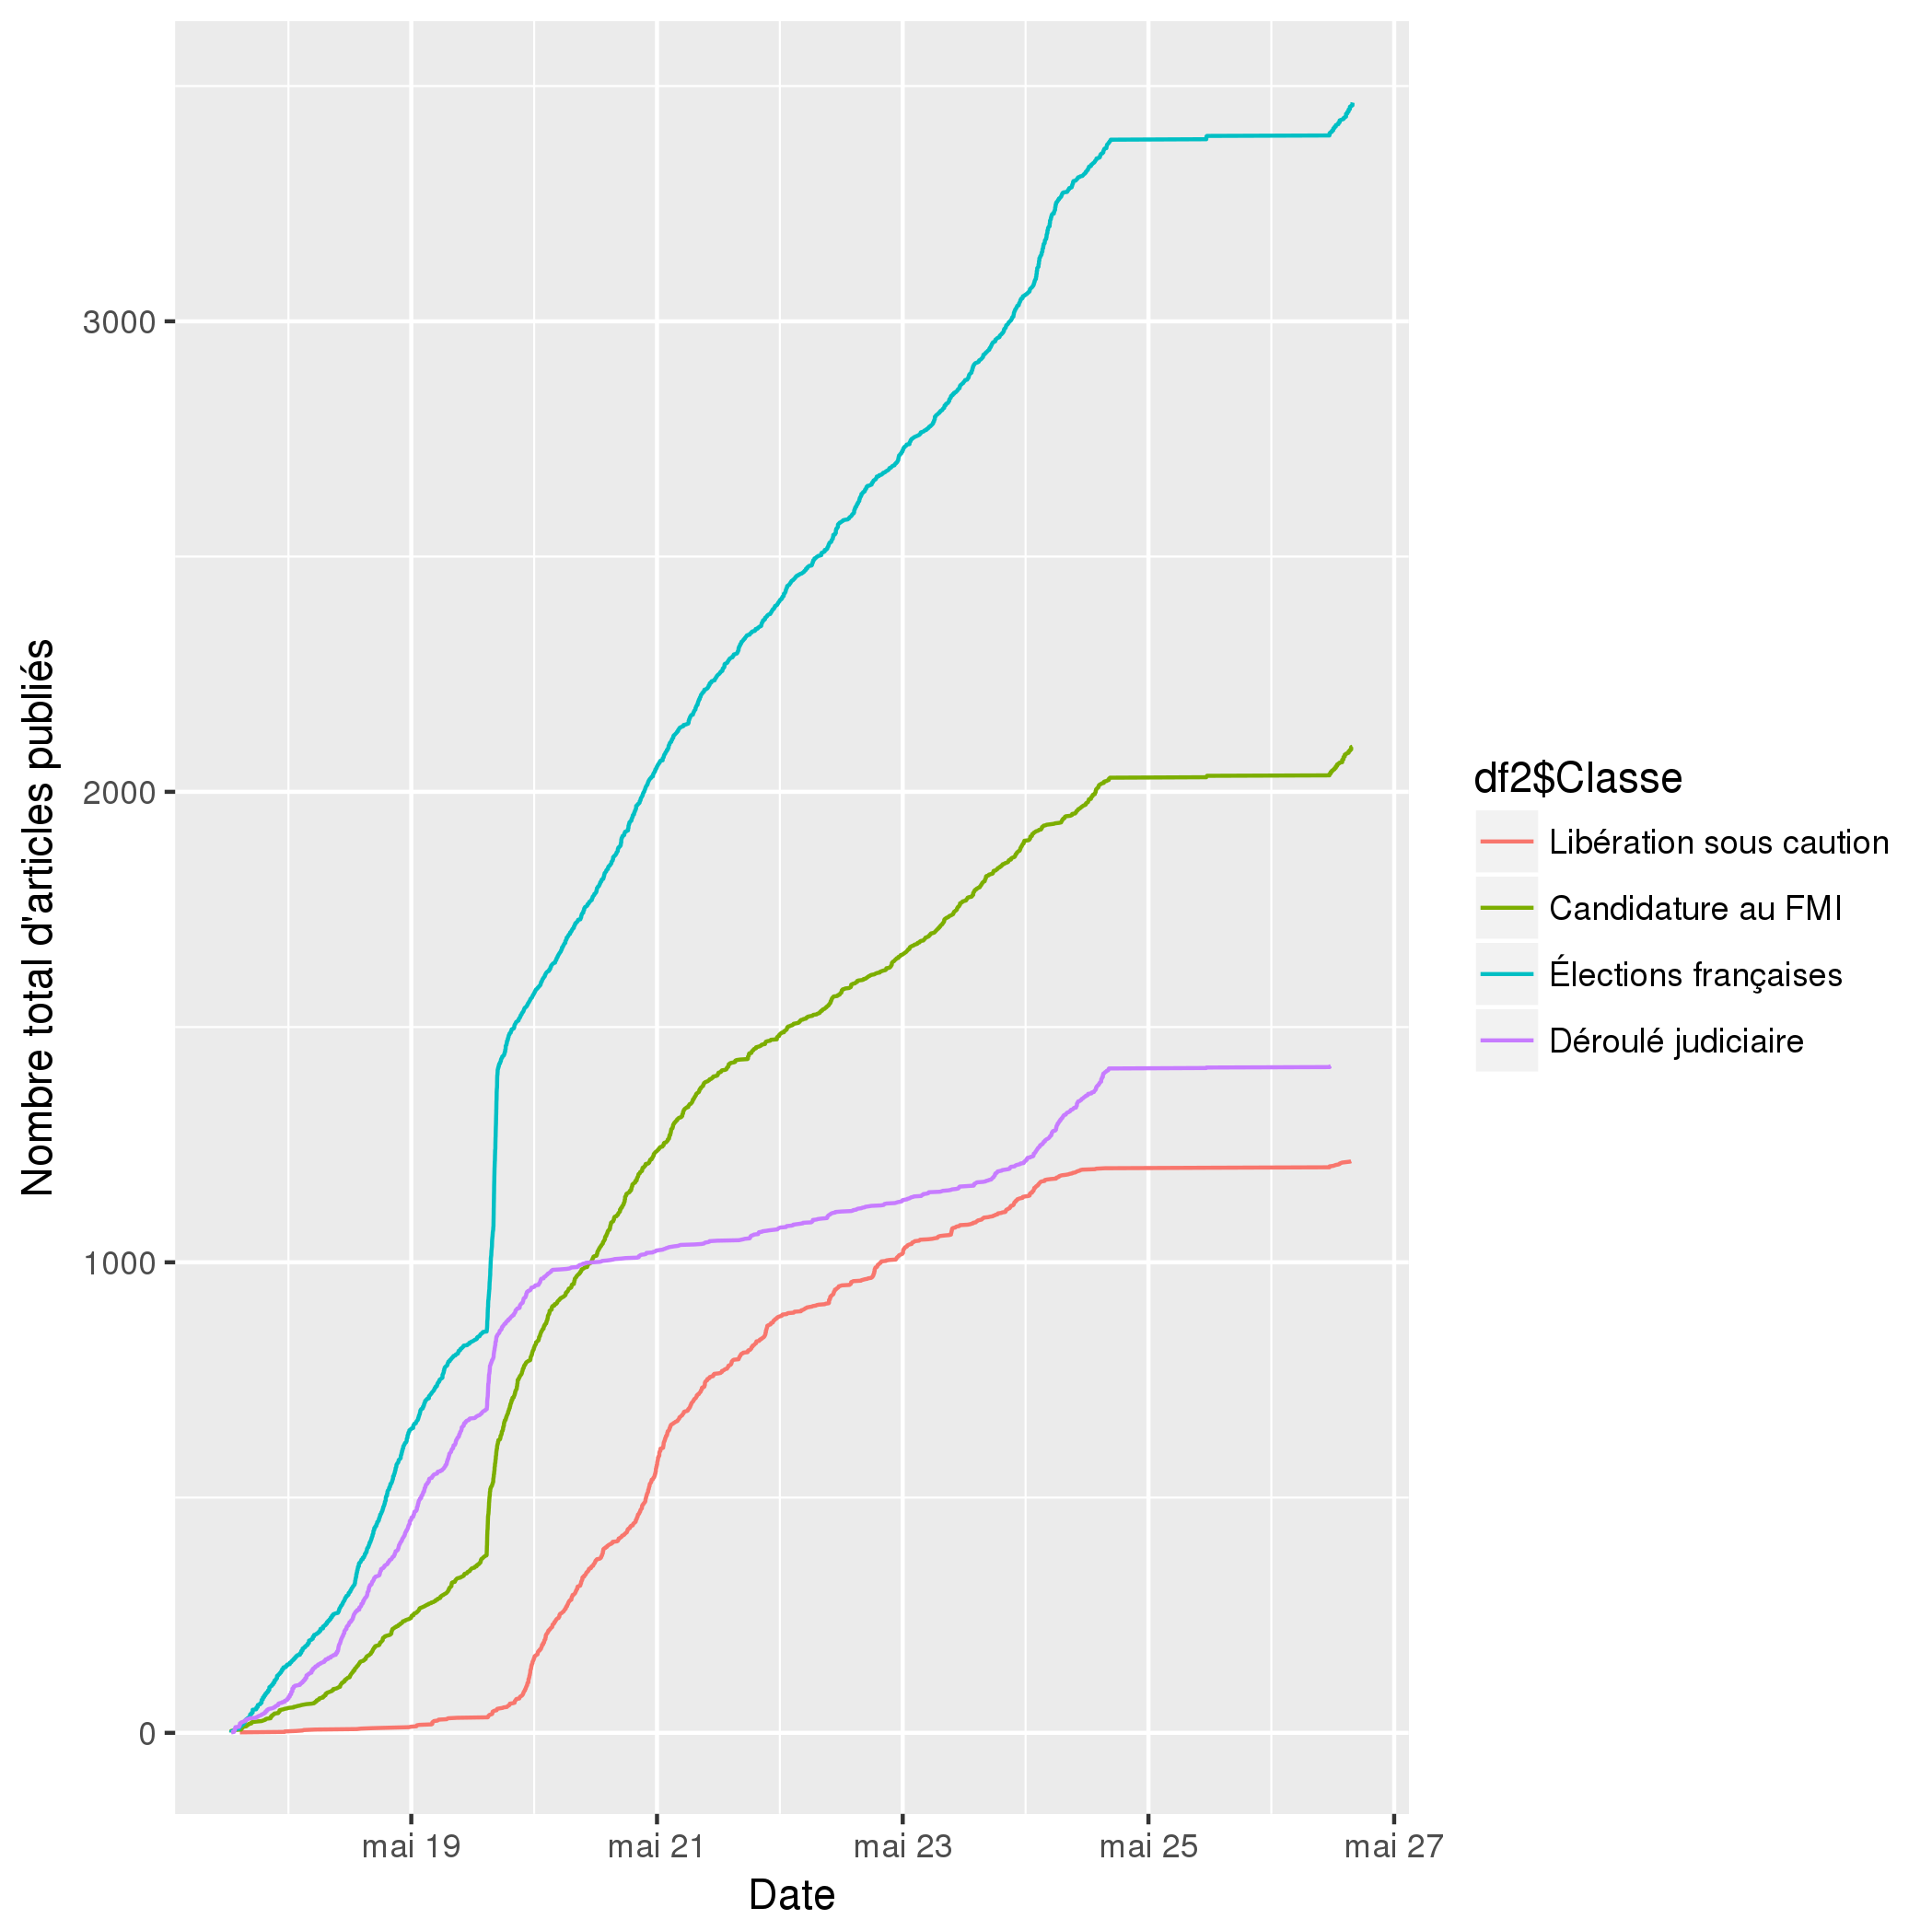 Nombre total d'articles publiés
3000
2000
1000
0
mai 19
mai 21
mai 23
mai 25
mai 27
Date
df2$Classe
Libération sous caution
Candidature au FMI
Élections françaises
Déroulé judiciaire